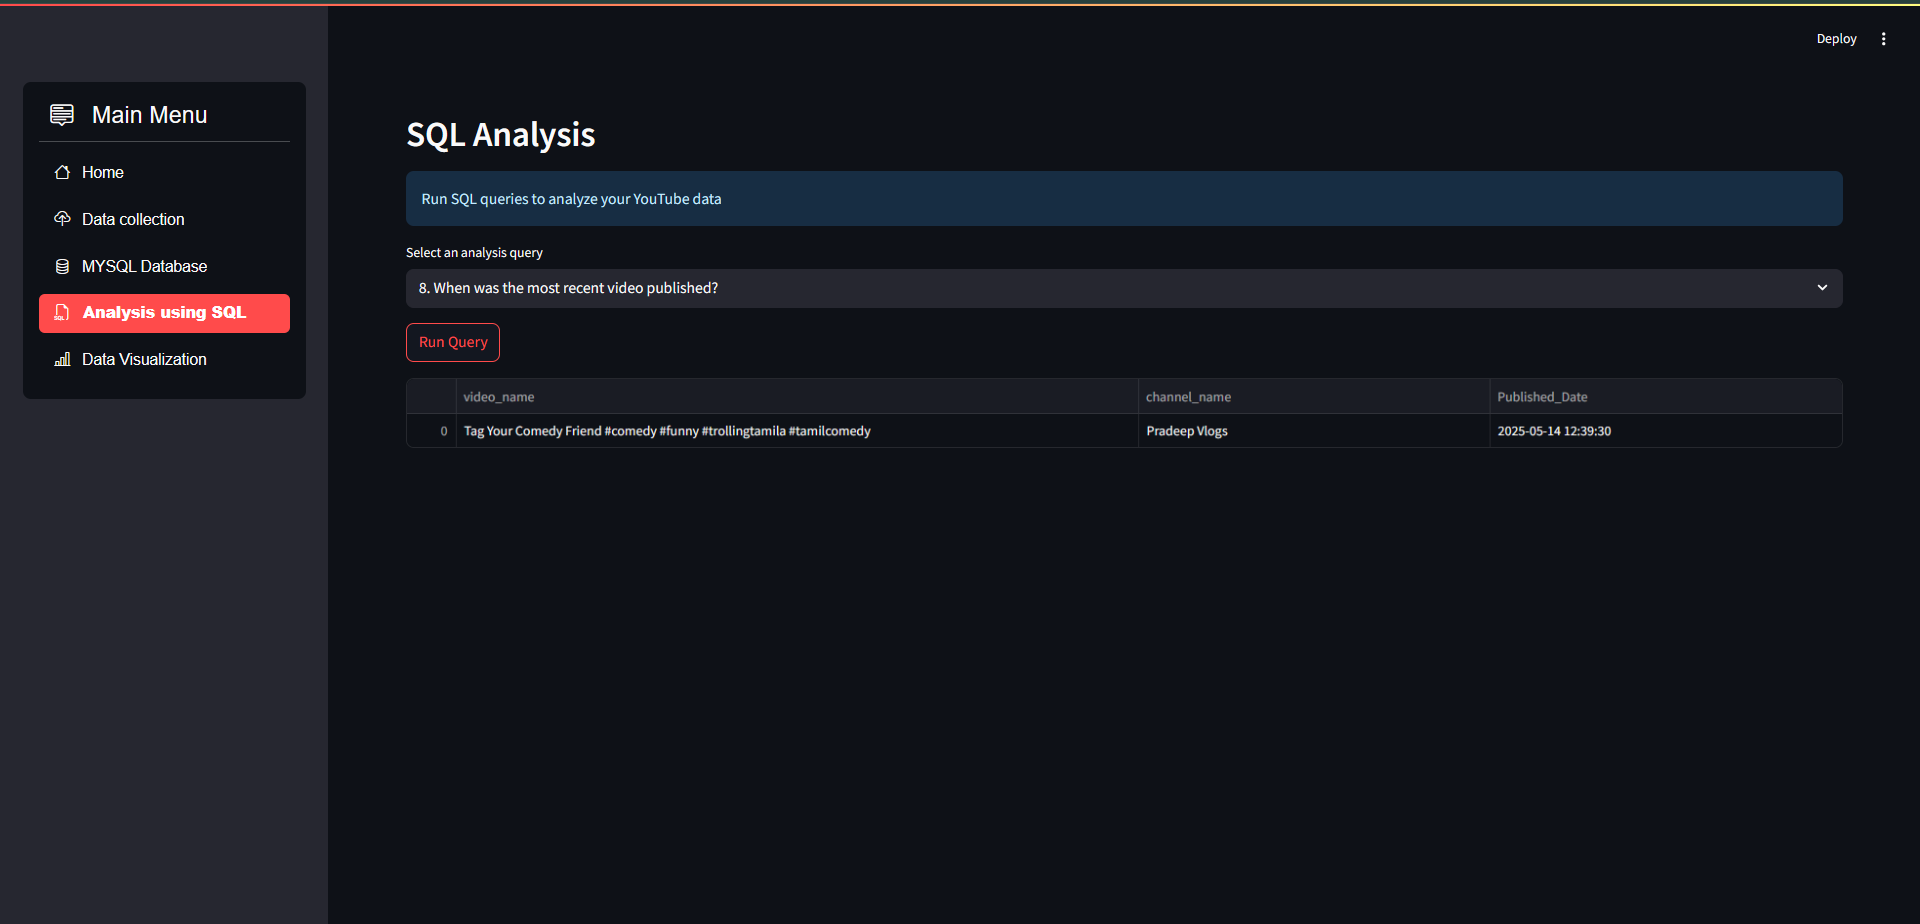 Deploy
Main Menu
Home
Data collection
MYSQL Database
Analysis using SQL
Data Visualization
SQL Analysis
Run SQL queries to analyze your YouTube data
Select an analysis query
8. When was the most recent video published?
Run Query
video_name channel_name Published_Date
0 Tag Your Comedy Friend #comedy #funny #trollingtamila #tamilcomedy Pradeep Vlogs 2025-05-14 12:39:30